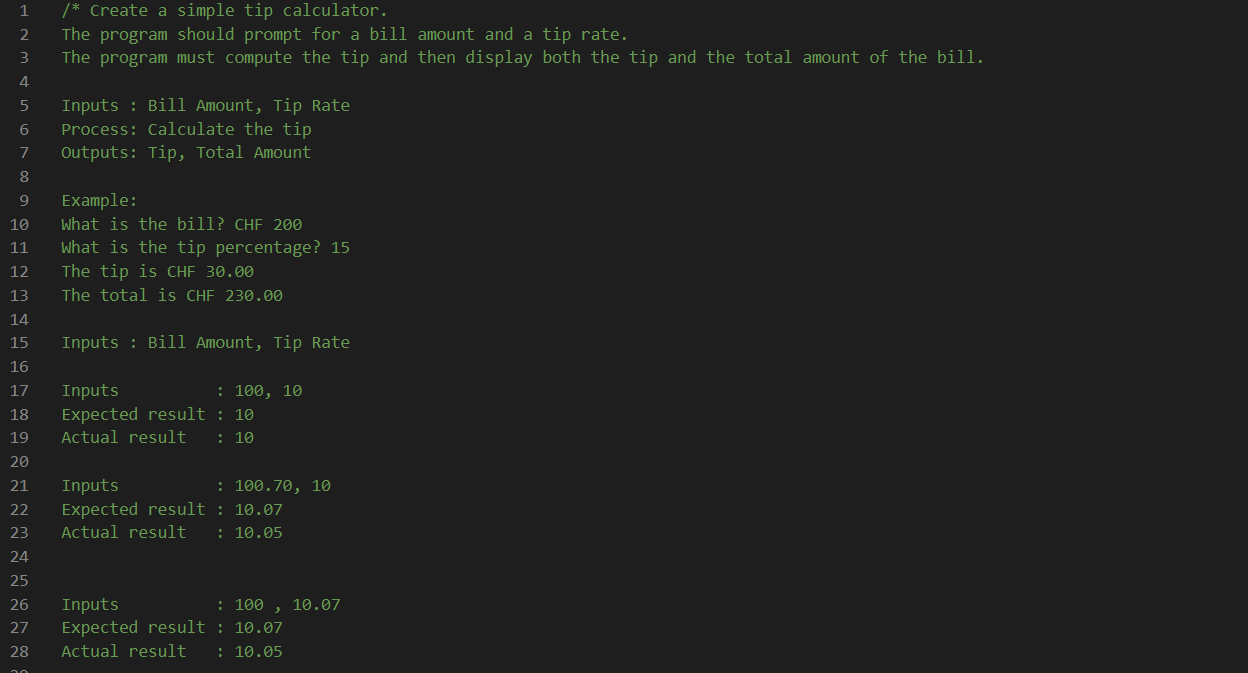 1 /* Create a simple tip calculator.
2 The program should prompt for a bill amount and a tip rate.
3 The program must compute the tip and then display both the tip and the total amount of the bill.
4
5 Inputs : Bill Amount, Tip Rate
6 Process: Calculate the tip
7 Outputs: Tip, Total Amount
8
9 Example:
10 What is the bill? CHF 200
11 What is the tip percentage? 15
12 The tip is CHF 30.00
13 The total is CHF 230.00
14
15 Inputs : Bill Amount, Tip Rate
16
17 Inputs          : 100, 10
18 Expected result : 10
19 Actual result   : 10
20
21 Inputs          : 100.70, 10
22 Expected result : 10.07
23 Actual result   : 10.05
24
25
26 Inputs          : 100 , 10.07
27 Expected result : 10.07
28 Actual result   : 10.05